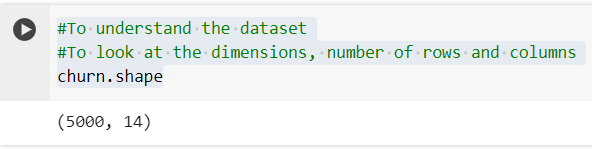 #To understand the dataset
#To look at the dimensions, number of rows and columns
churn.shape
(5000, 14)